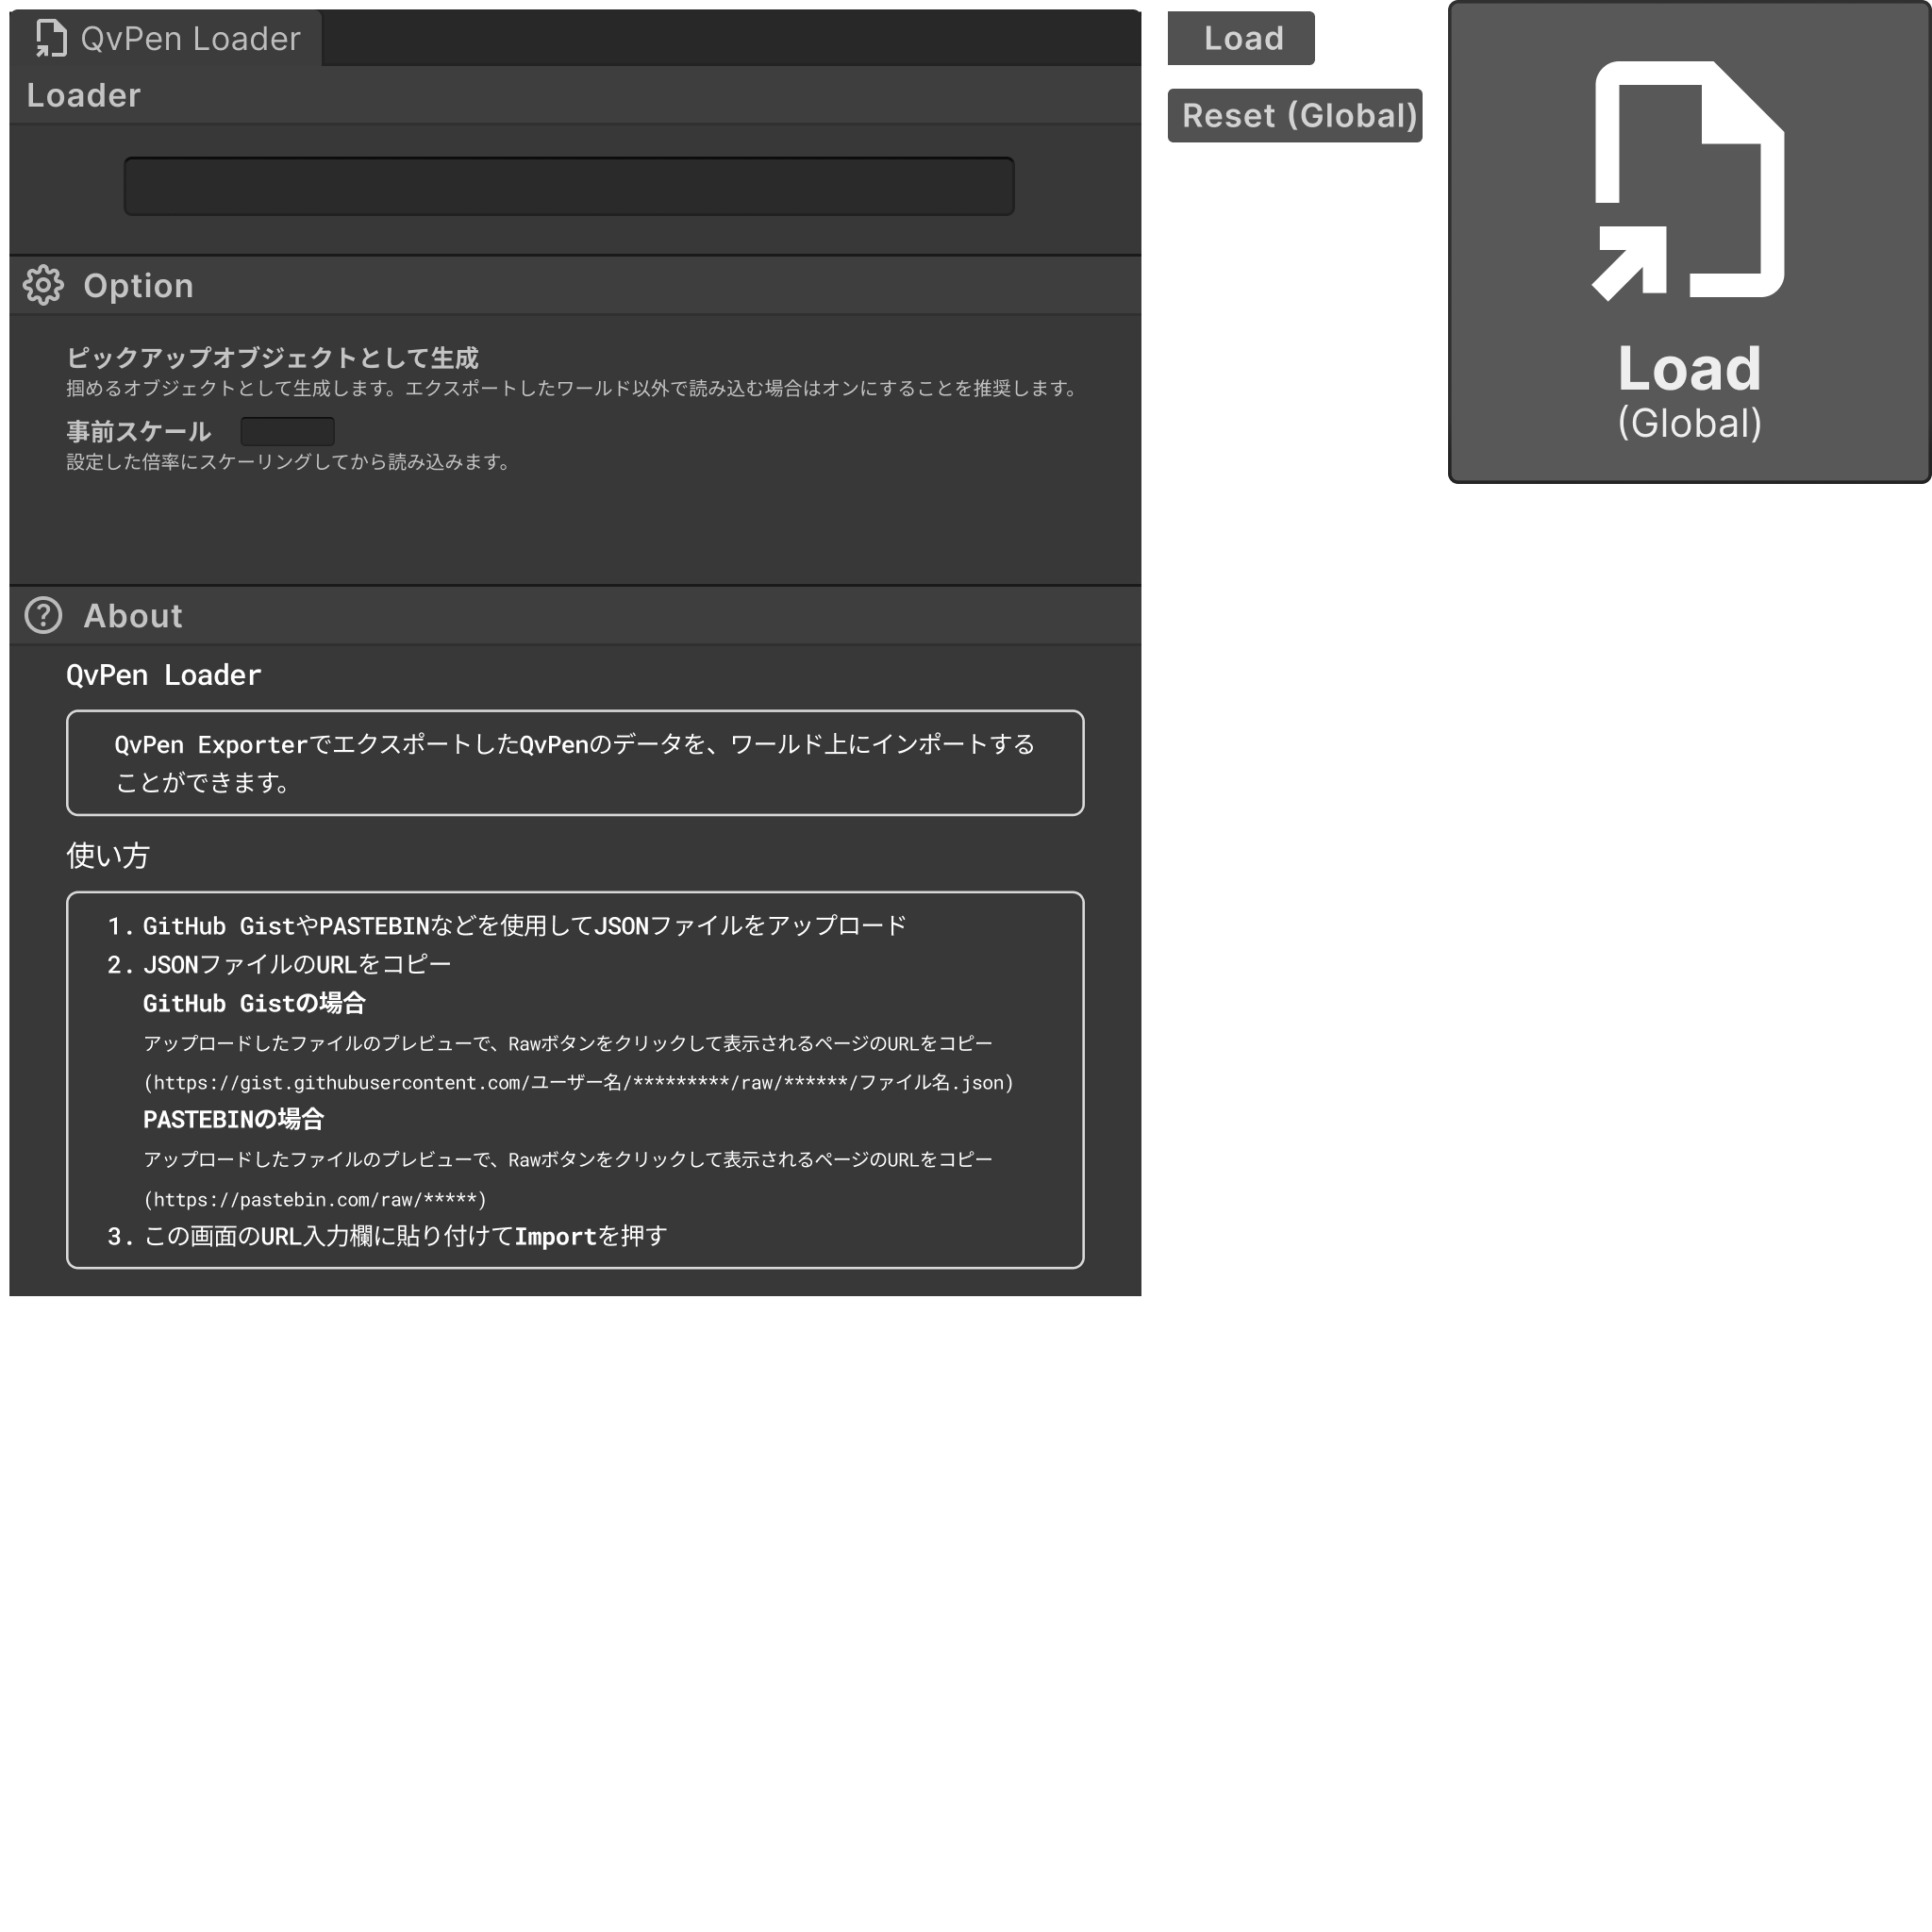 QvPen Loader
Loader
Option
ピックアップオブジェクトとして生成
掴めるオブジェクトとして生成します。エクスポートしたワールド以外で読み込む場合はオンにすることを推奨します。
事前スケール
設定した倍率にスケーリングしてから読み込みます。
About
QvPen Loader
QvPen ExporterでエクスポートしたQvPenのデータを、ワールド上にインポートする
ことができます。
使い方
1. GitHub GistやPASTEBINなどを使用してJSONファイルをアップロード
2. JSONファイルのURLをコピー
GitHub Gistの場合
アップロードしたファイルのプレビューで、Rawボタンをクリックして表示されるページのURLをコピー
(https://gist.githubusercontent.com/ユーザー名/*********/raw/******/ファイル名.json)
PASTEBINの場合
アップロードしたファイルのプレビューで、Rawボタンをクリックして表示されるページのURLをコピー
(https://pastebin.com/raw/*****)
3. この画面のURL入力欄に貼り付けてImportを押す
Load
Reset (Global)
Load
(Global)